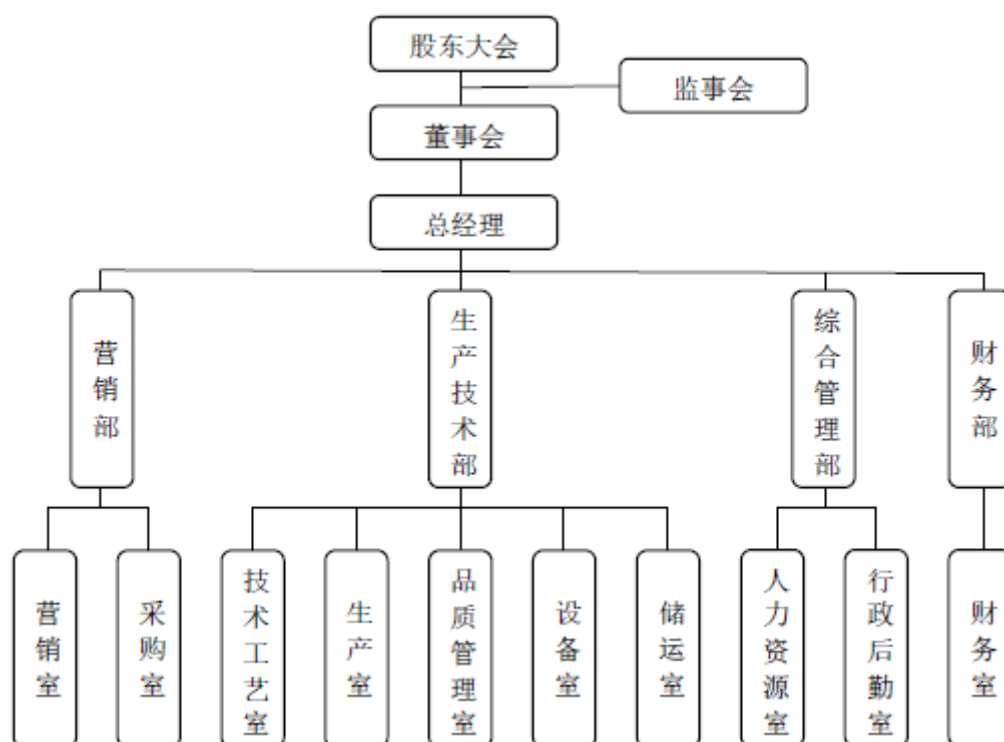 股东大会
监事会
董事会
总经理
营销部
生产技术部
综合管理部
财务部
营销室
采购室
技术工艺室
生产室
品质管理室
设备室
储运室
人力资源室
行政后勤室
财务室